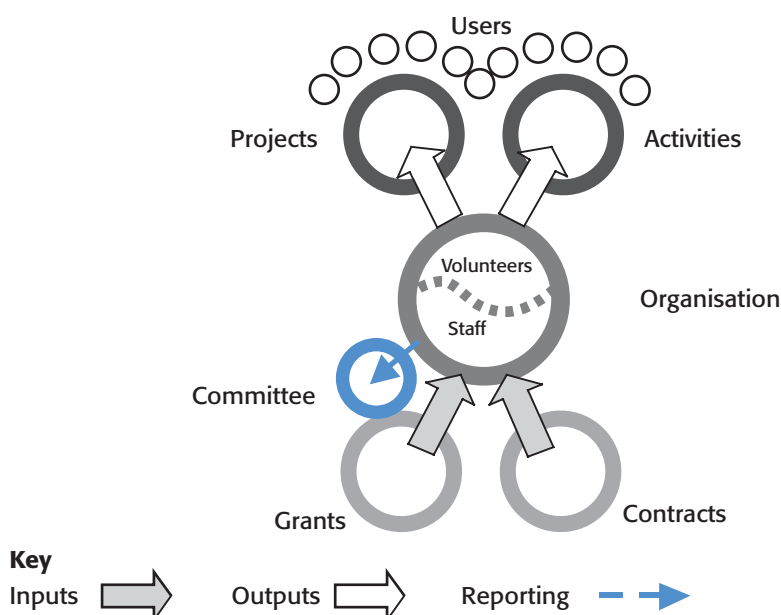 Users
Projects
Activities
Volunteers
Organisation
Staff
Committee
Grants
Contracts
Key
Inputs
Outputs
Reporting